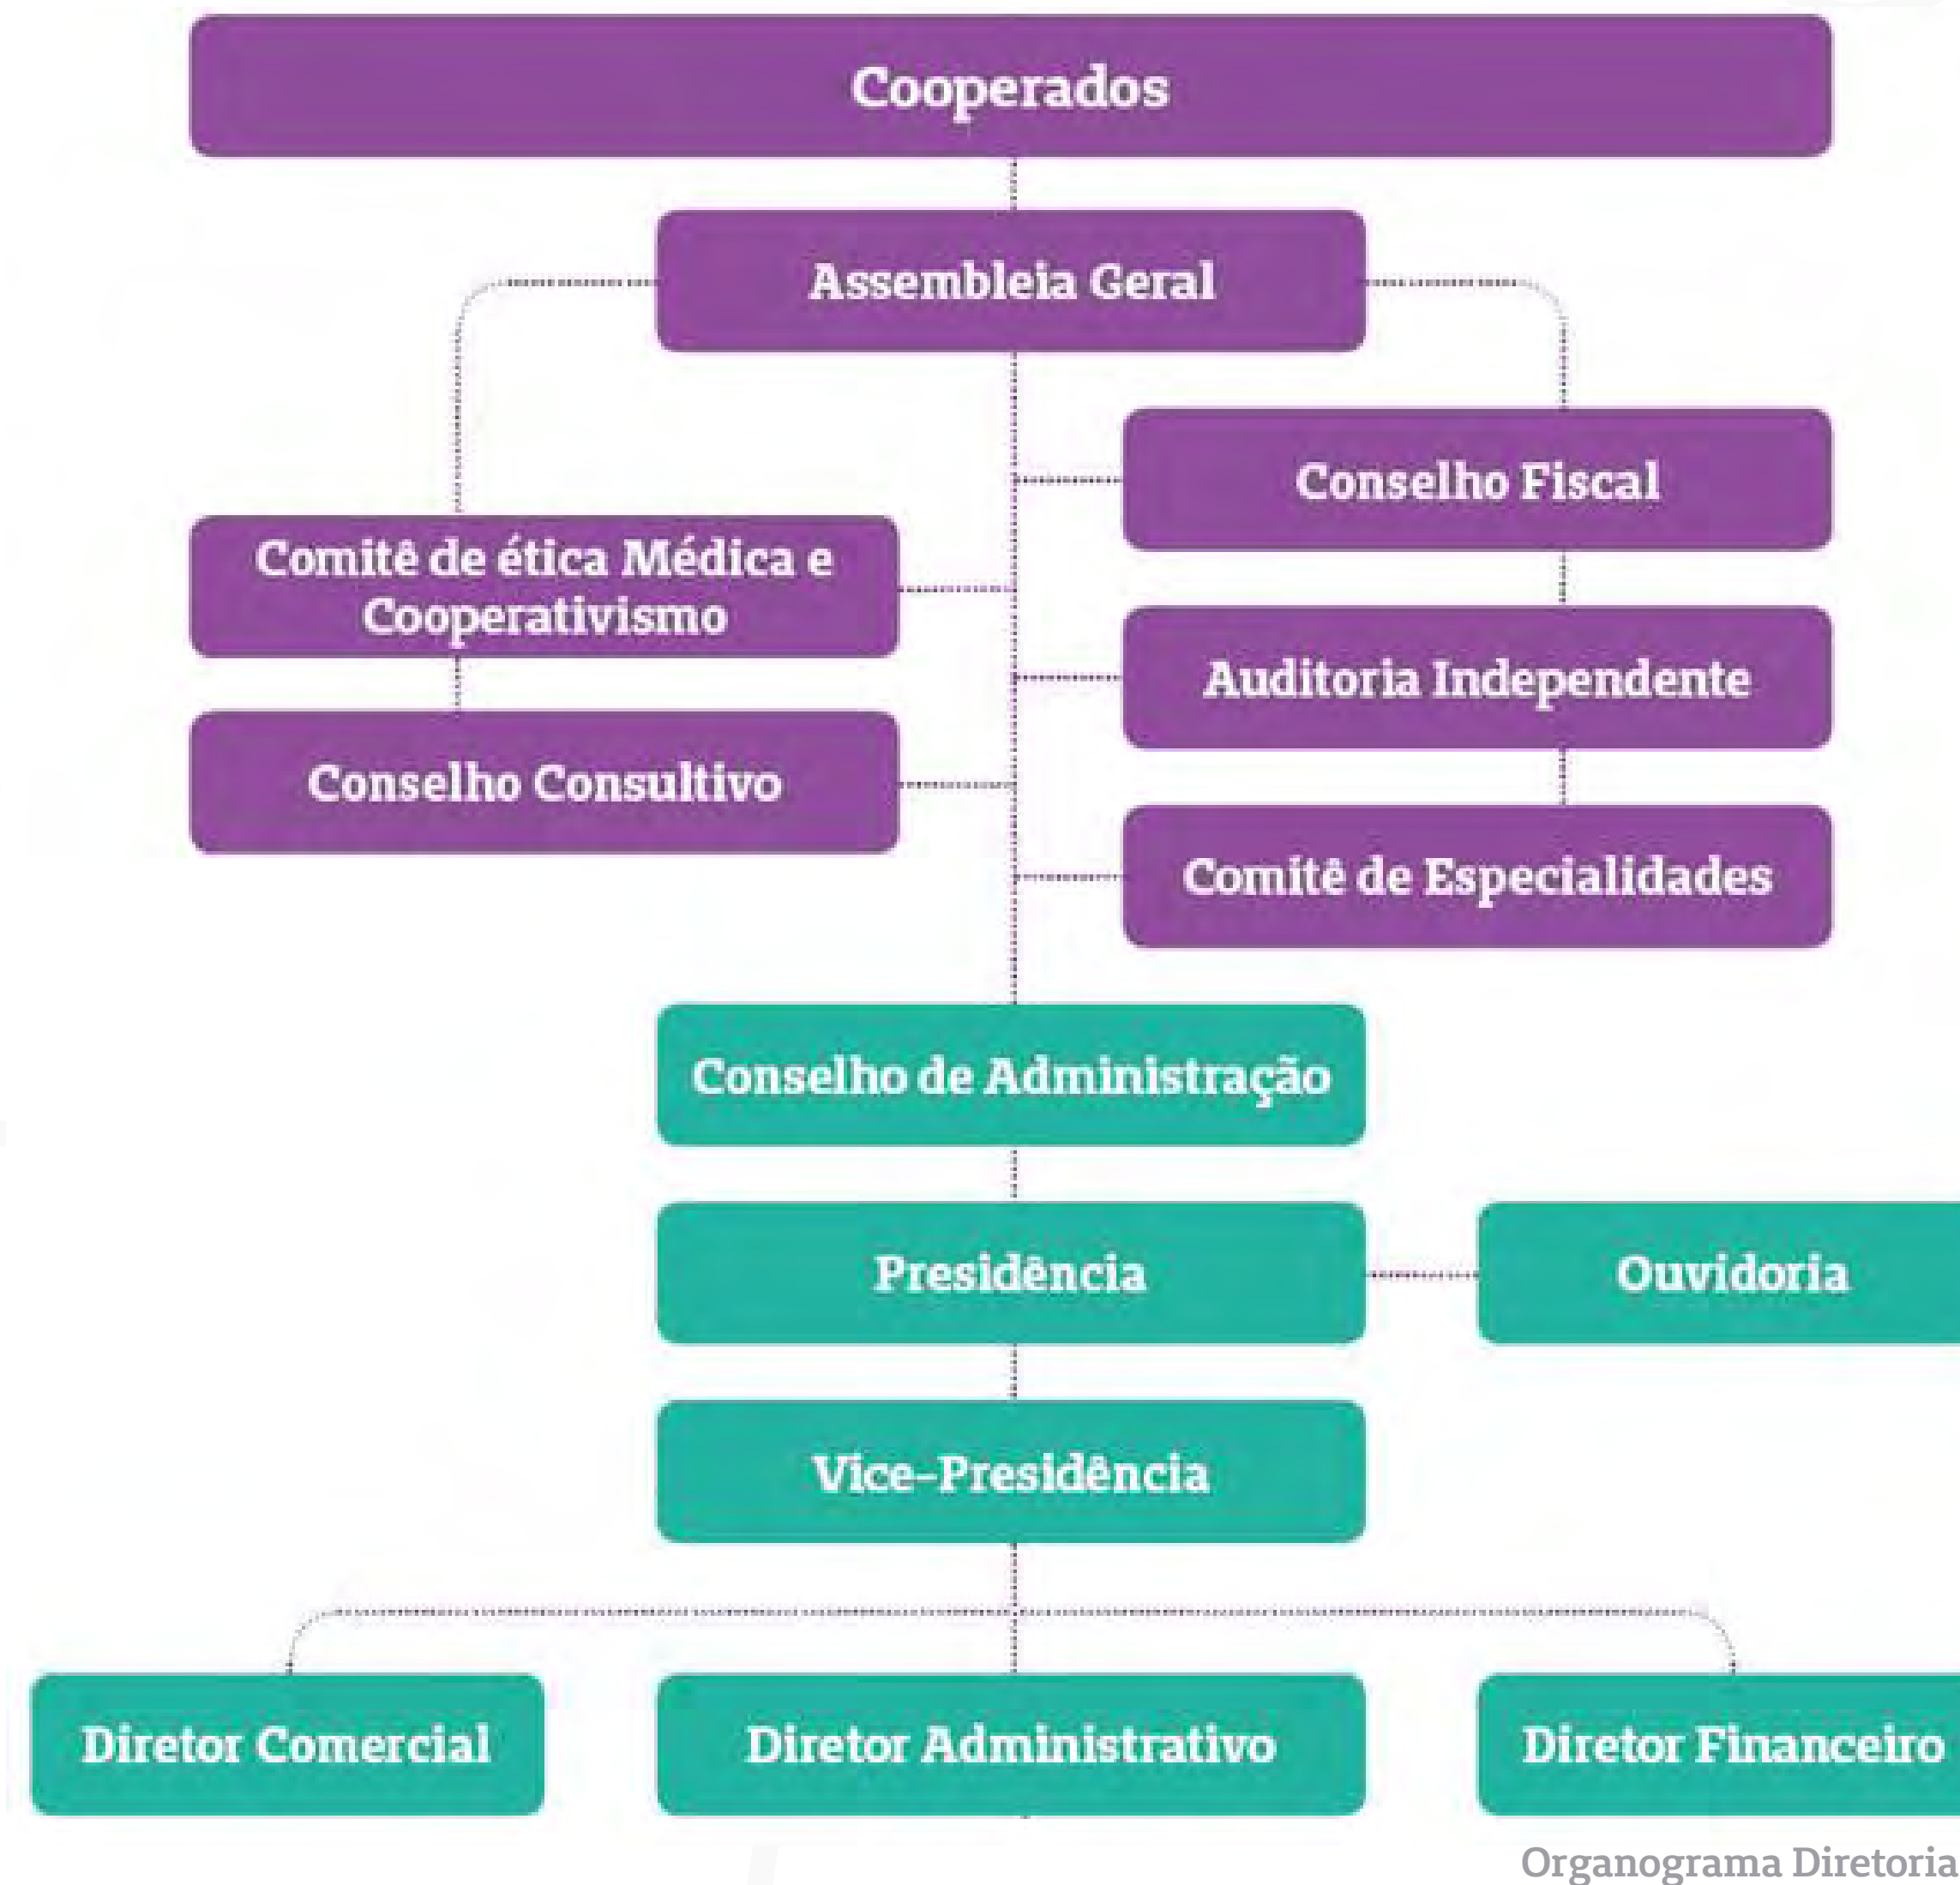 Cooperados
Assembleia Geral
Conselho Fiscal
Comitê de ética Médica e
Cooperativismo
Auditoria Independente
Conselho Consultivo
Comitê de Especialidades
Conselho de Administração
Presidência
Ouvidoria
Vice-Presidência
Diretor Comercial
Diretor Administrativo
Diretor Financeiro
Organograma Diretoria